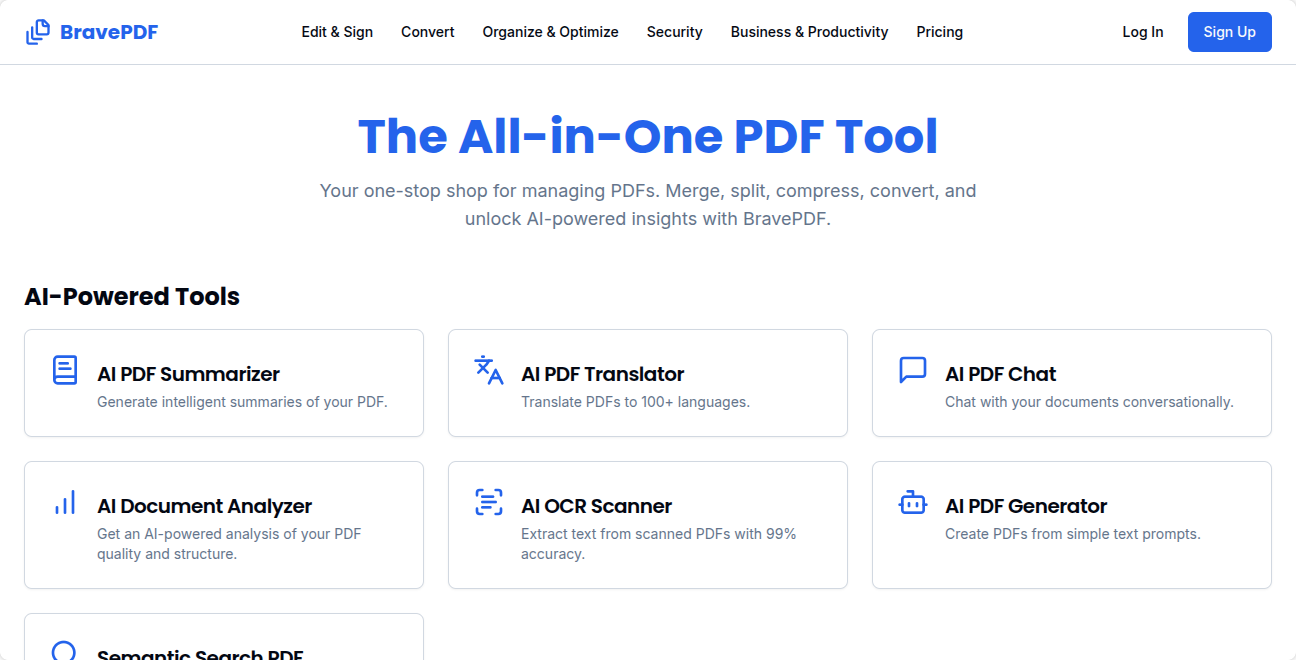 BravePDF
Edit & Sign
Convert
Organize & Optimize
Security
Business & Productivity
Pricing
Log In
Sign Up
The All-in-One PDF Tool
Your one-stop shop for managing PDFs. Merge, split, compress, convert, and
unlock AI-powered insights with BravePDF.
AI-Powered Tools
AI PDF Summarizer
Generate intelligent summaries of your PDF.
AI PDF Translator
Translate PDFs to 100+ languages.
AI PDF Chat
Chat with your documents conversationally.
AI Document Analyzer
Get an AI-powered analysis of your PDF
quality and structure.
AI OCR Scanner
Extract text from scanned PDFs with 99%
accuracy.
AI PDF Generator
Create PDFs from simple text prompts.
Semantic Search PDF